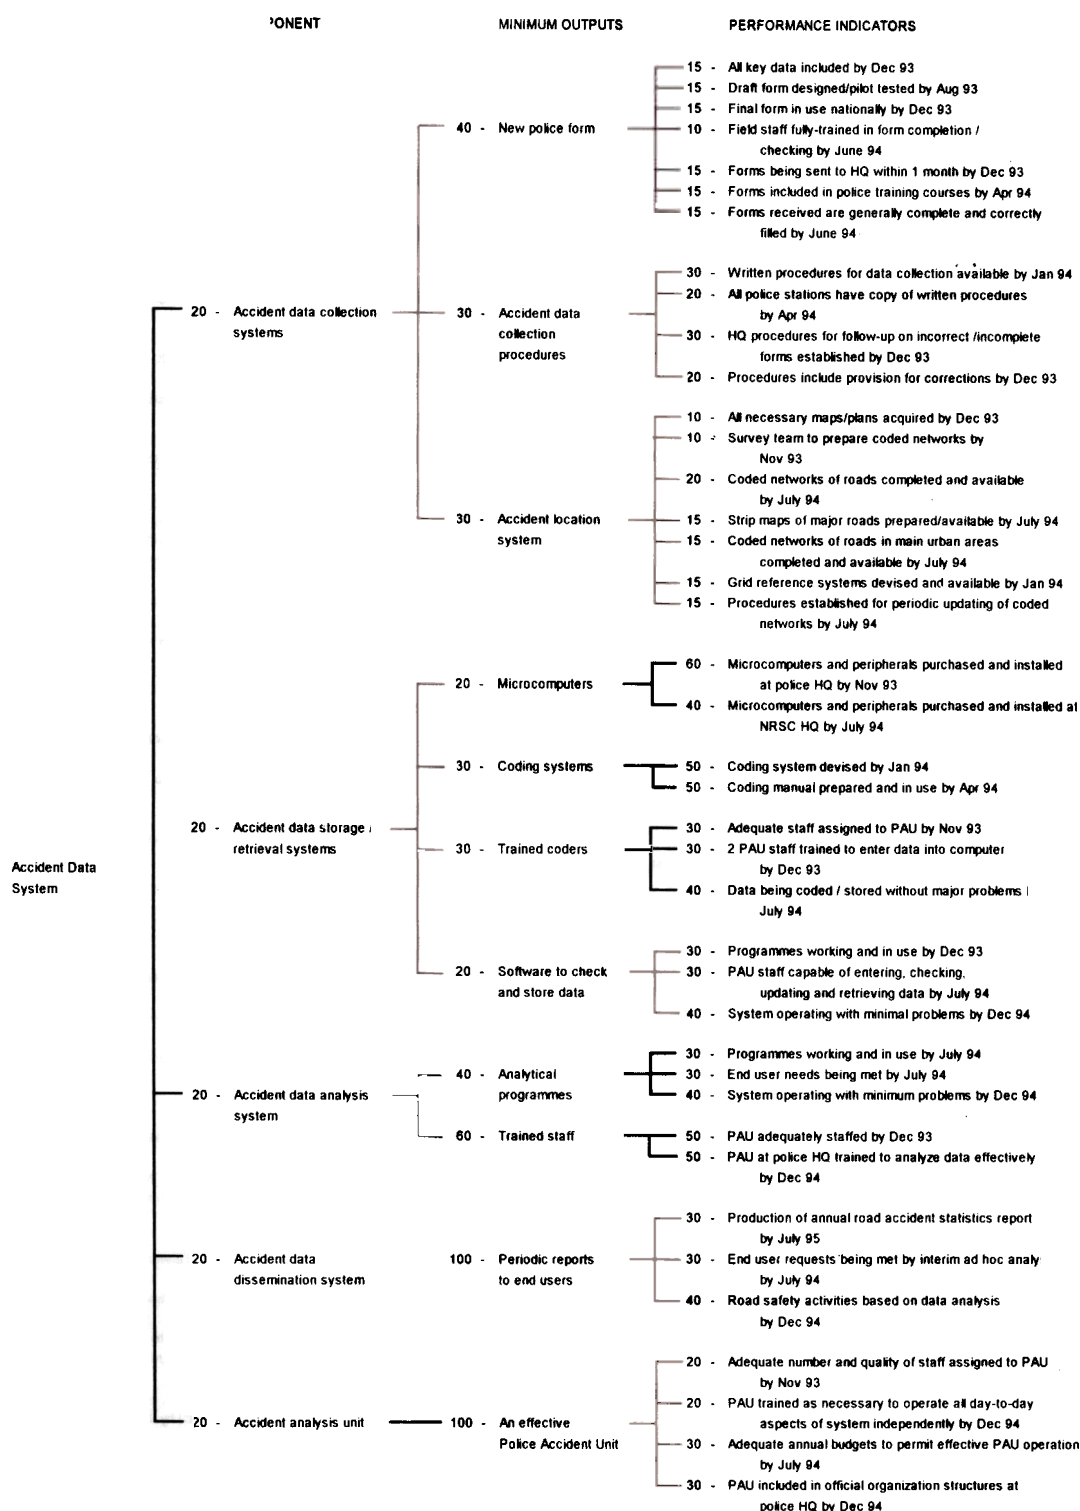 'ONENT MINIMUM OUTPUTS PERFORMANCE INDICATORS
15 - All key data included by Dec 93
15 - Draft form designed/pilot tested by Aug 93
15 - Final form in use nationally by Dec 93
40 - New police form 10 - Field staff fully-trained in form completion /
checking by June 94
15 - Forms being sent to HQ within 1 month by Dec 93
15 - Forms included in police training courses by Apr 94
15 - Forms received are generally complete and correctly
filled by June 94
30 - Written procedures for data collection available by Jan 94
20 - All police stations have copy of written procedures
20 - Accident data collection 30 - Accident data by Apr 94
systems collection 30 - HQ procedures for follow-up on incorrect /incomplete
procedures forms established by Dec 93
20 - Procedures include provision for corrections by Dec 93
10 - All necessary maps/plans acquired by Dec 93
10 - Survey team to prepare coded networks by
Nov 93
20 - Coded networks of roads completed and available
by July 94
30 - Accident location 15 - Strip maps of major roads prepared/available by July 94
system 15 - Coded networks of roads in main urban areas
completed and available by July 94
15 - Grid reference systems devised and available by Jan 94
15 - Procedures established for periodic updating of coded
networks by July 94
60 - Microcomputers and peripherals purchased and installed
20 - Microcomputers at police HQ by Nov 93
40 - Microcomputers and peripherals purchased and installed at
NRSC HQ by July 94
30 - Coding systems 50 - Coding system devised by Jan 94
50 - Coding manual prepared and in use by Apr 94
20 - Accident data storage 30 - Adequate staff assigned to PAU by Nov 93
retrieval systems 30 - Trained coders 30 - 2 PAU staff trained to enter data into computer
Accident Data by Dec 93
System 40 - Data being coded / stored without major problems
July 94
30 - Programmes working and in use by Dec 93
20 - Software to check 30 - PAU staff capable of entering, checking,
and store data updating and retrieving data by July 94
40 - System operating with minimal problems by Dec 94
30 - Programmes working and in use by July 94
40 - Analytical 30 - End user needs being met by July 94
20 - Accident data analysis programmes 40 - System operating with minimum problems by Dec 94
system
60 - Trained staff 50 - PAU adequately staffed by Dec 93
50 - PAU at police HQ trained to analyze data effectively
by Dec 94
30 - Production of annual road accident statistics report
by July 95
20 - Accident data 100 - Periodic reports 30 - End user requests being met by interim ad hoc analy
dissemination system to end users by July 94
40 - Road safety activities based on data analysis
by Dec 94
20 - Adequate number and quality of staff assigned to PAU
by Nov 93
20 - PAU trained as necessary to operate all day-to-day
20 - Accident analysis unit 100 - An effective aspects of system independently by Dec 94
Police Accident Unit 30 - Adequate annual budgets to permit effective PAU operation
by July 94
30 - PAU included in official organization structures at
police HQ by Dec 94